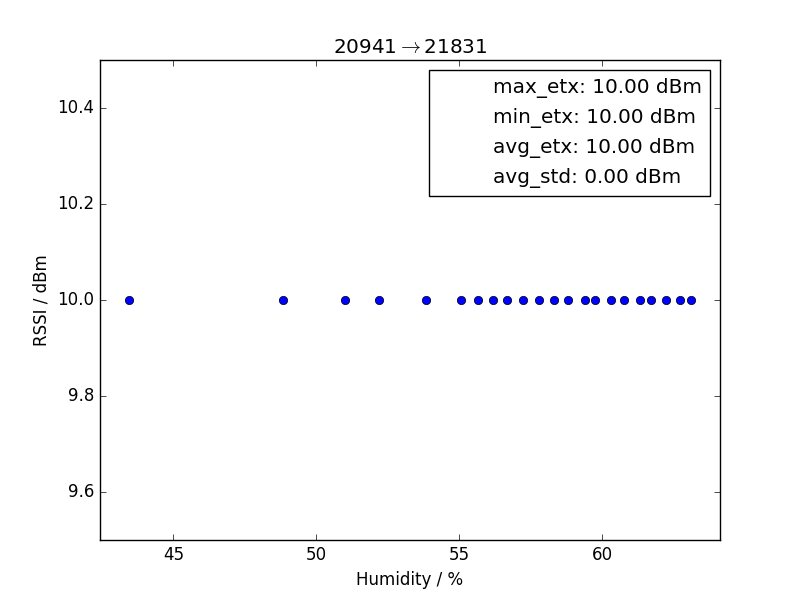 20941→21831
max_etx: 10.00 dBm
min_etx: 10.00 dBm
avg_etx: 10.00 dBm
avg_std: 0.00 dBm
10.4
10.2
10.0
9.8
9.6
RSSI / dBm
45 50 55 60
Humidity / %